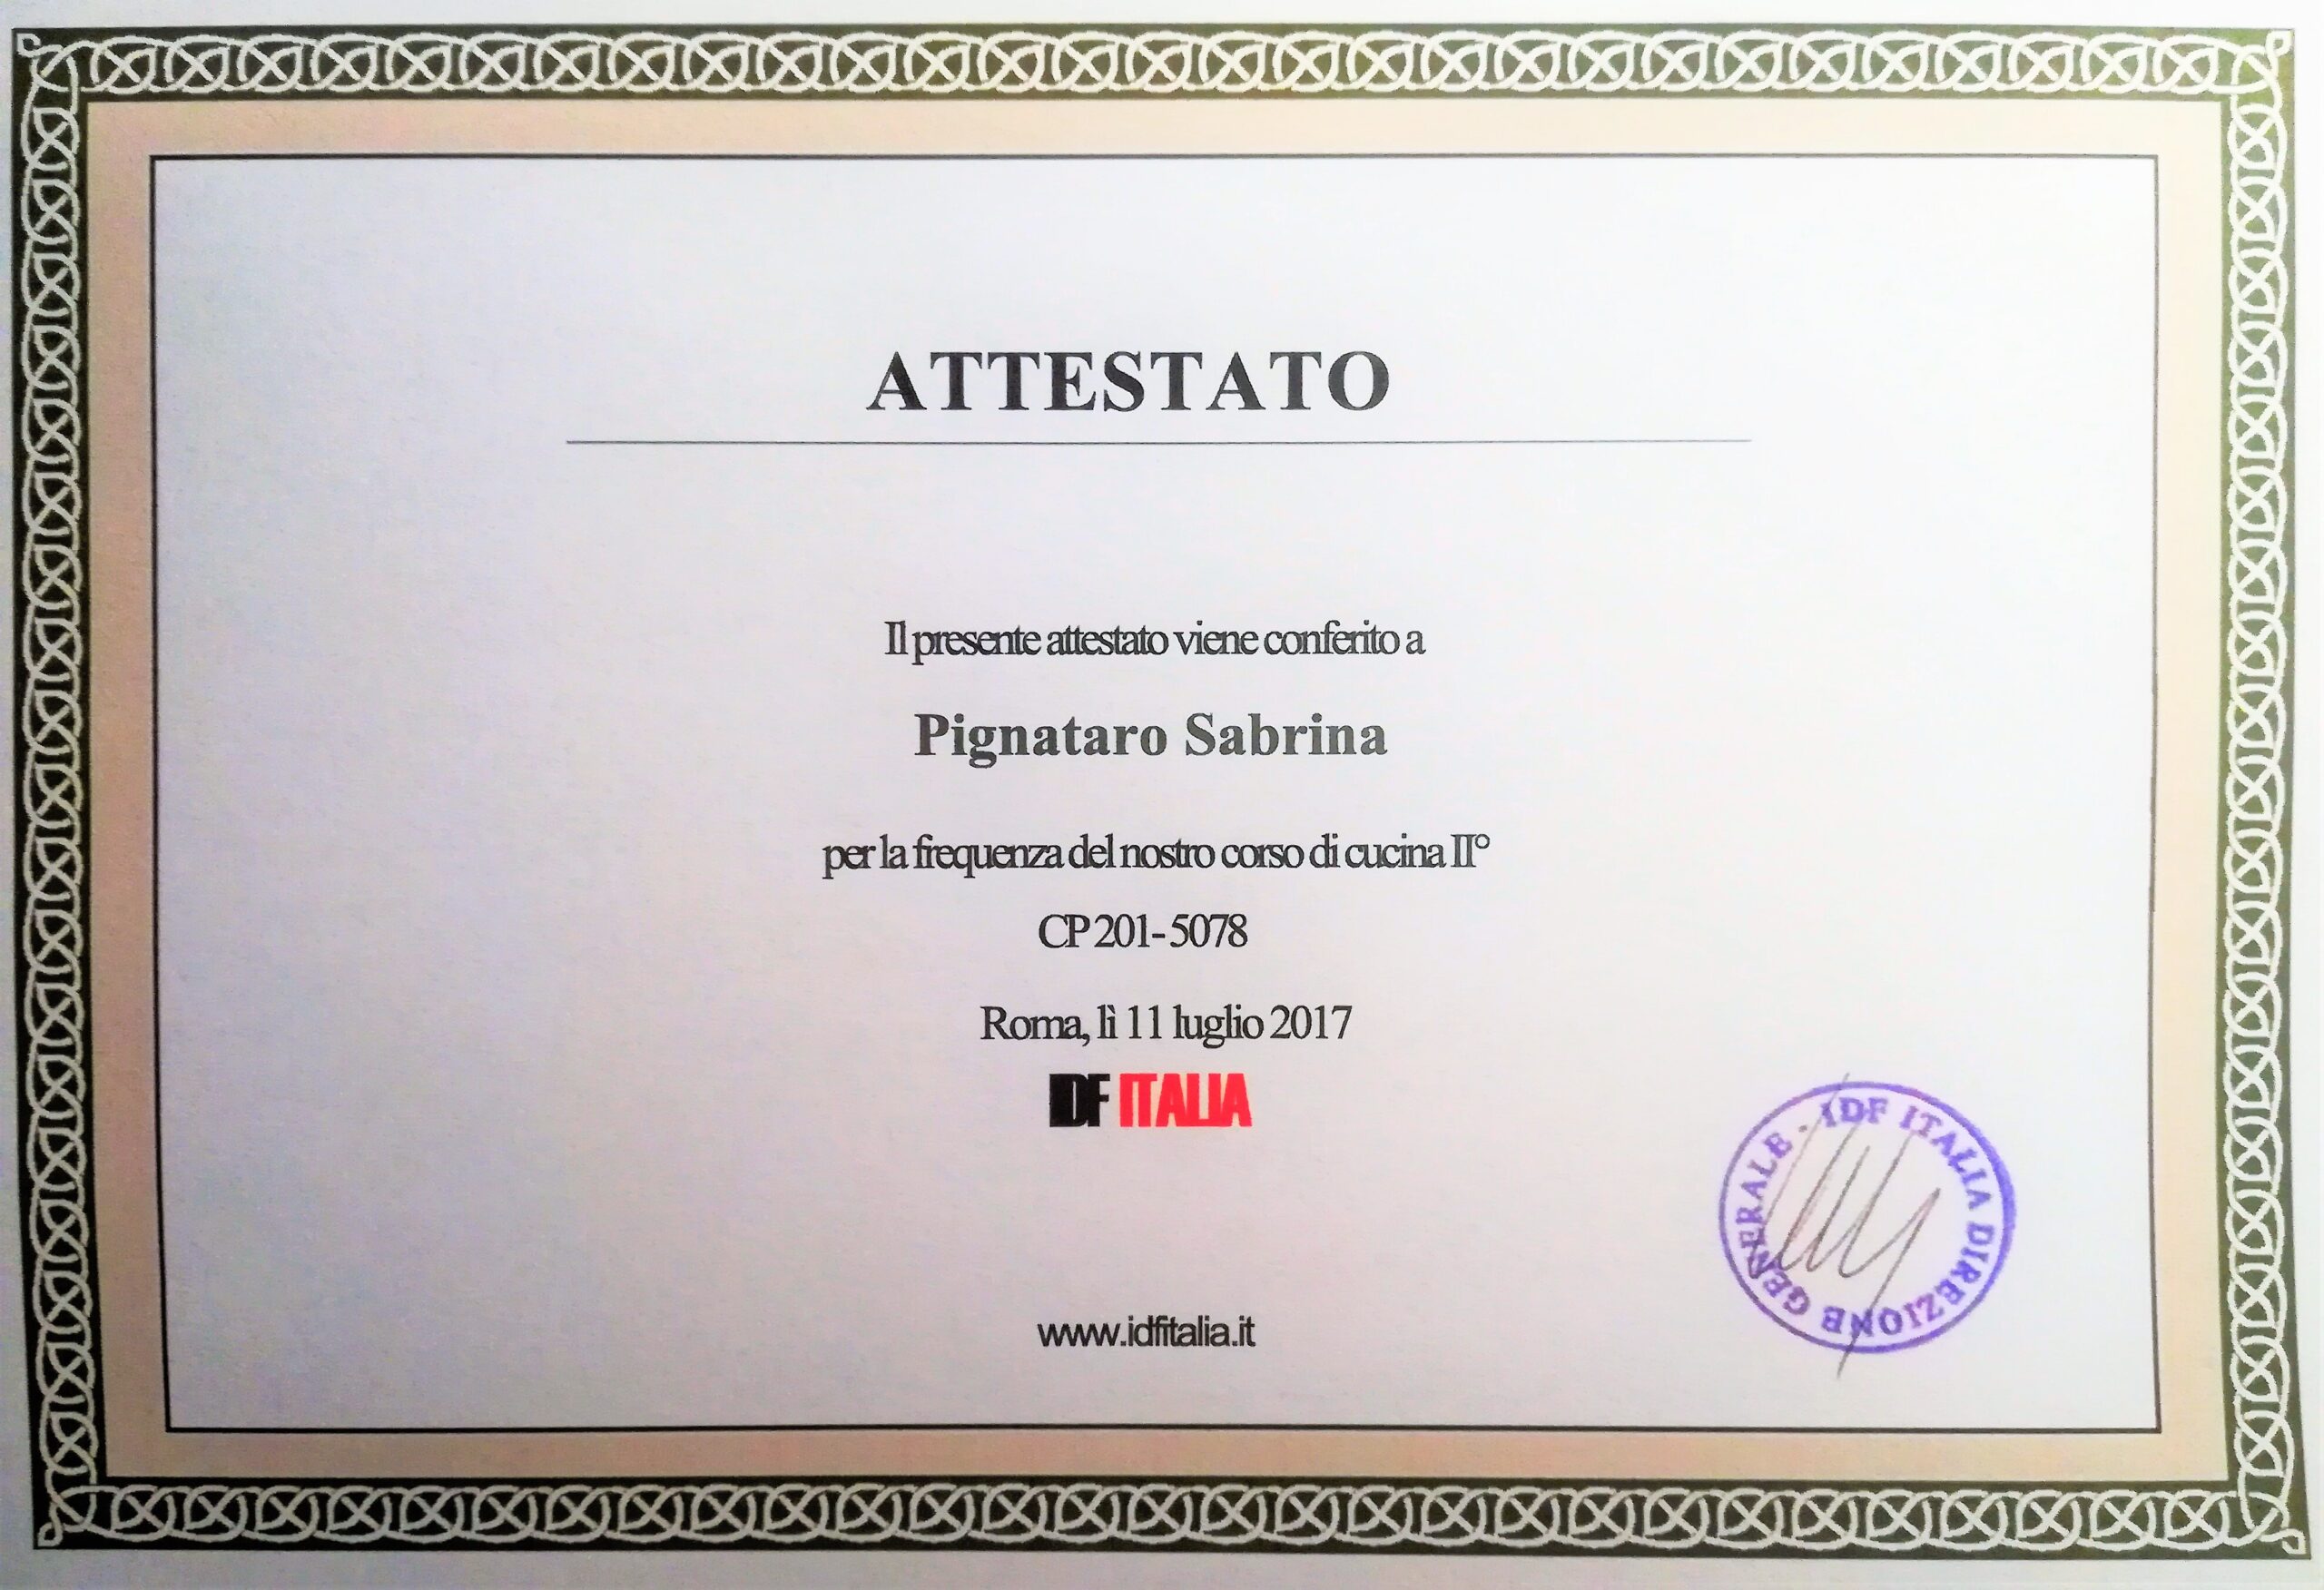 ATTESTATO
Il presente attestato viene conferito a
Pignataro Sabrina
per la frequenza del nostro corso di cucina II°
CP 201-5078
Roma, lì 11 luglio 2017
IDF ITALIA
IDF ITALIA DIREZIONE GENERALE -
www.idfitalia.it